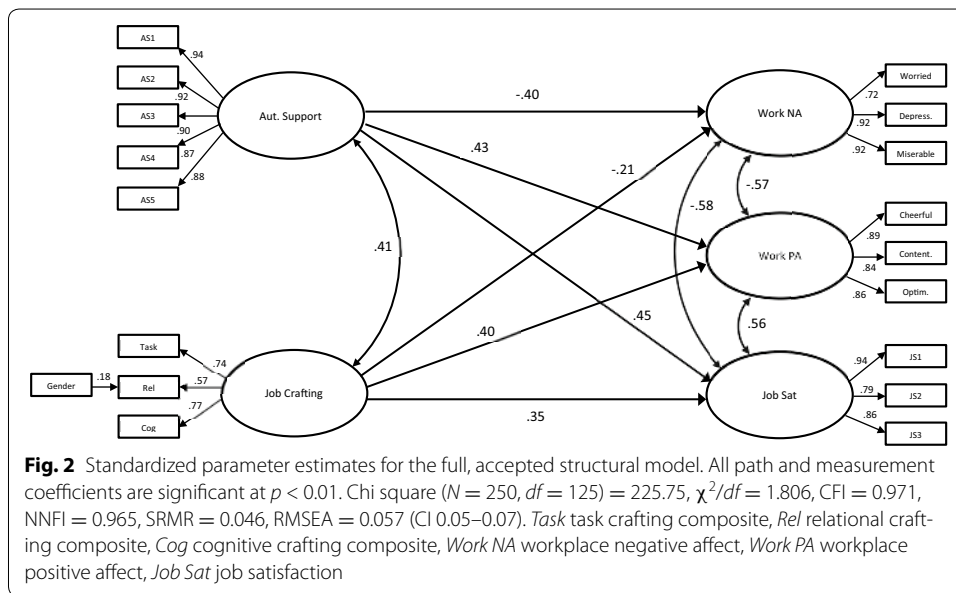 AS1
.94
AS2
.92
AS3
.90
AS4
.87
.88
AS5
Aut. Support
-.40
.43
-.21
.41
-.58
.45
.40
.35
Work NA
Worried
.72
Depress.
.92
.92
Miserable
-.57
Work PA
Cheerful
.89
Content.
.84
.86
Optim.
.56
Job Sat
JS1
.94
JS2
.79
.86
JS3
Task
.74
Gender
.18
Rel
.57
.77
Cog
Job Crafting
Fig. 2 Standardized parameter estimates for the full, accepted structural model. All path and measurement
coefficients are significant at p < 0.01. Chi square (N = 250, df = 125) = 225.75, χ²/df = 1.806, CFI = 0.971,
NNFI = 0.965, SRMR = 0.046, RMSEA = 0.057 (CI 0.05–0.07). Task task crafting composite, Rel relational craft-
ing composite, Cog cognitive crafting composite, Work NA workplace negative affect, Work PA workplace
positive affect, Job Sat job satisfaction